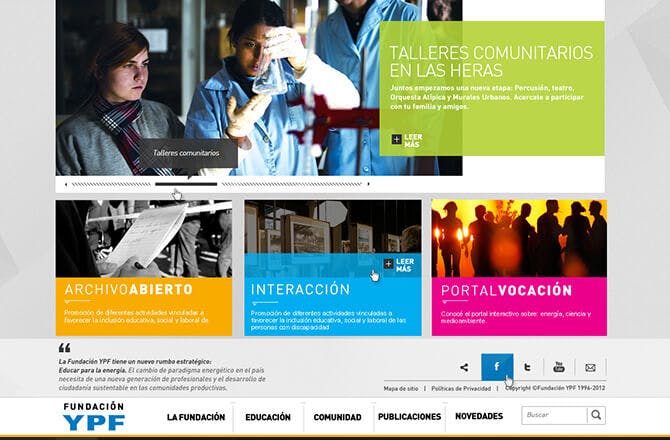 TALLERES COMUNITARIOS
EN LAS HERAS
Juntos empezamos una nueva etapa: Percusión, teatro,
Orquesta Atípica y Murales Urbanos. Acercate a participar
con tu familia y amigos.
+ LEER
MÁS
Talleres comunitarios
ARCHIVOABIERTO
Promoción de diferentes actividades vinculadas a
favorecer la inclusión educativa, social y laboral de
+ LEER
MÁS
INTERACCIÓN
Promoción de diferentes actividades vinculadas a
favorecer la inclusión educativa, social y laboral de las
personas con discapacidad
PORTALVOCACIÓN
Conocé el portal interactivo sobre: energía, ciencia y
medioambiente.
La Fundación YPF tiene un nuevo rumbo estratégico:
Educar para la energía. El cambio de paradigma energético en el país
necesita de una nueva generación de profesionales y el desarrollo de
ciudadanía sustentable en las comunidades productivas.
f
t
You Tube
Mapa de sitio | Políticas de Privacidad | Copyright ©Fundación YPF 1996-2012
FUNDACIÓN
YPF
LA FUNDACIÓN
EDUCACIÓN
COMUNIDAD
PUBLICACIONES
NOVEDADES
Buscar